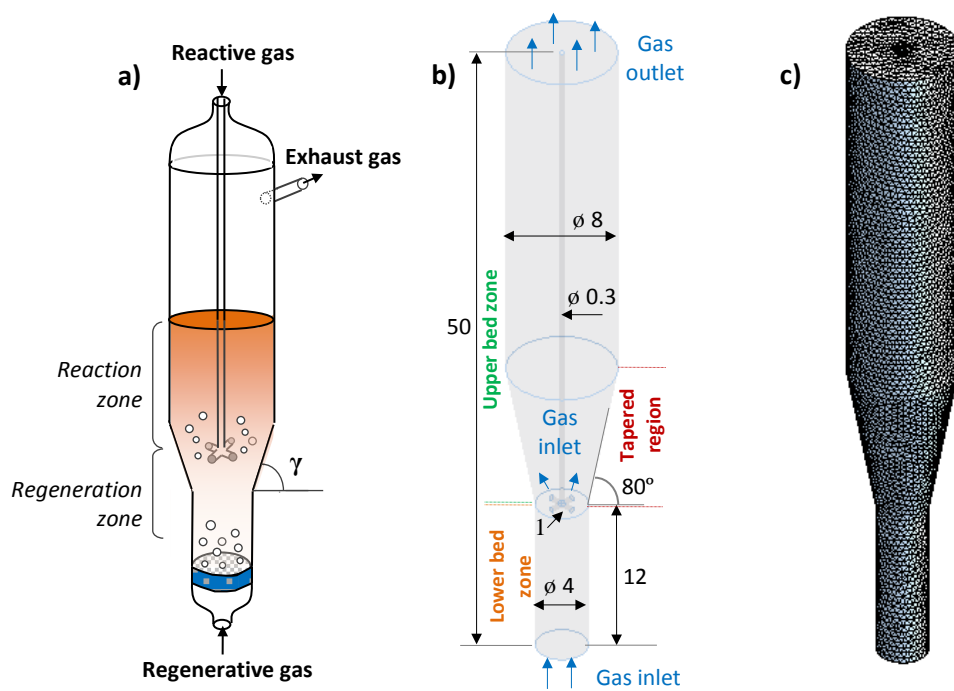 a)
Reactive gas
Exhaust gas
Reaction
zone
Regeneration
zone
γ
Regenerative gas
b)
Gas
outlet
ø 8
ø 0.3
50
Upper bed zone
Gas
inlet
Tapered
region
80º
1
Lower bed
zone
12
ø 4
Gas inlet
c)